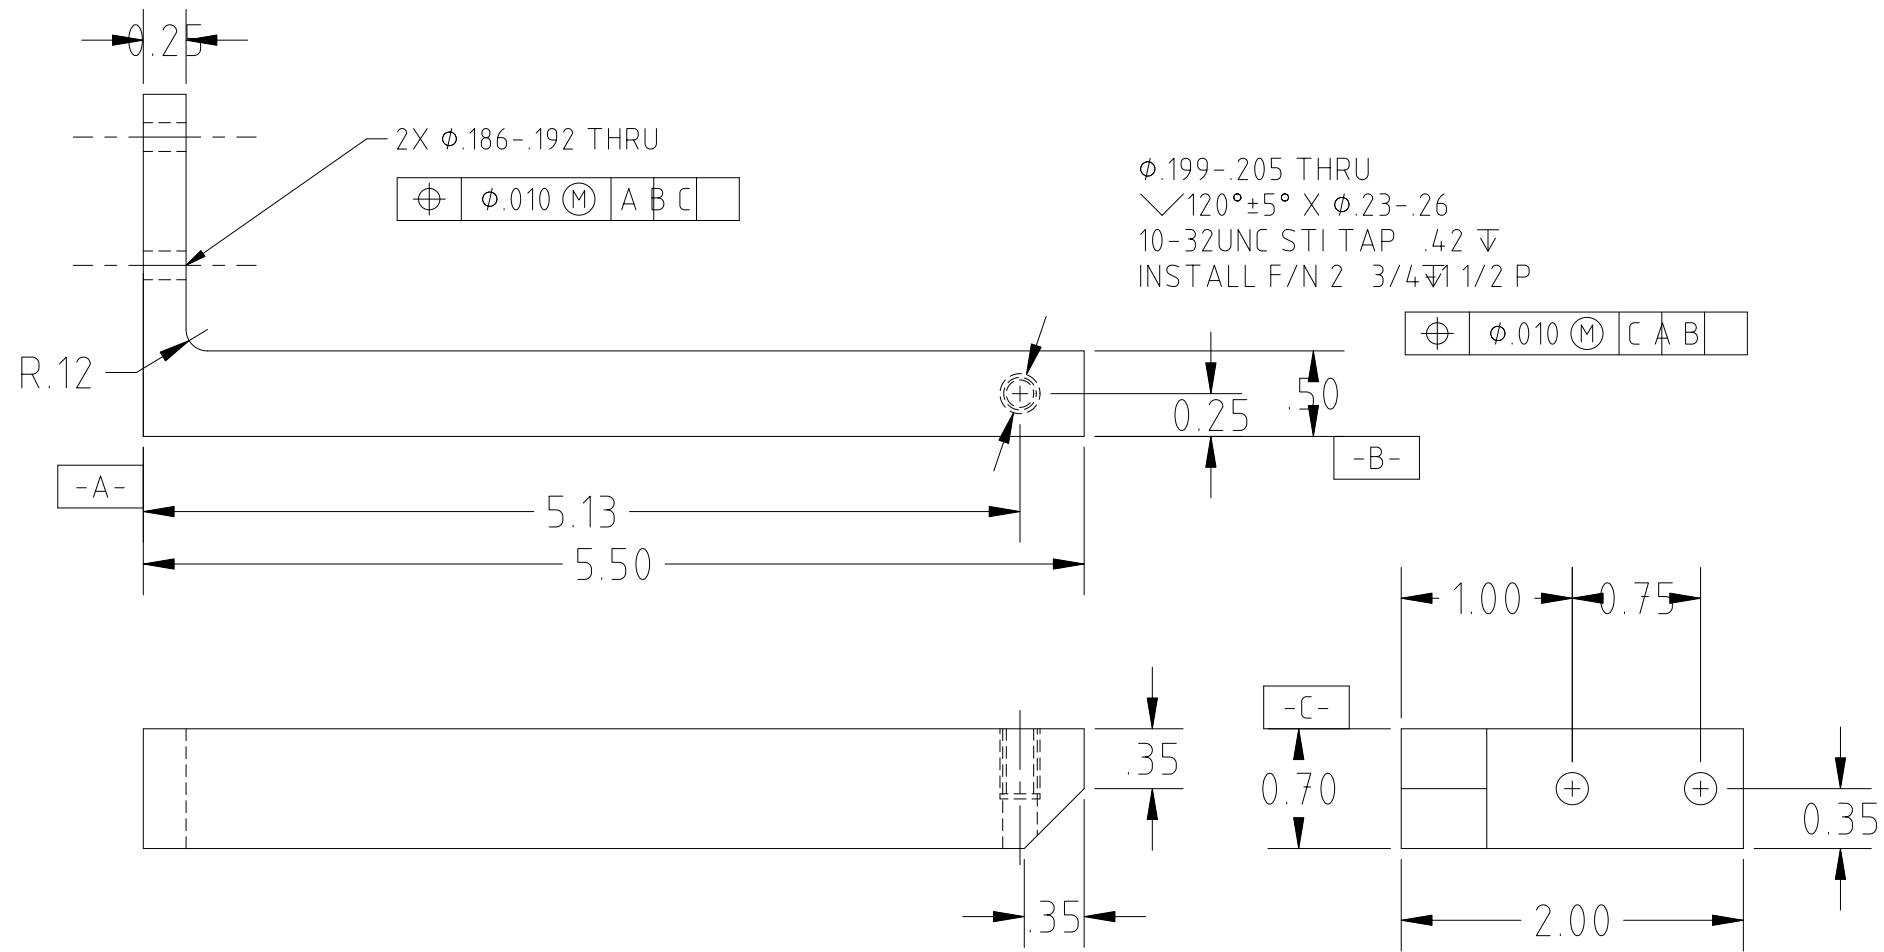 0.25
2X ⌀.186-.192 THRU
⌖ ⌀.010 Ⓜ A B C
⌀.199-.205 THRU
⌵120°±5° X ⌀.23-.26
10-32UNC STI TAP .42 ↧
INSTALL F/N 2 3/4↧-1 1/2 P
⌖ ⌀.010 Ⓜ C A B
R.12
.50
0.25
-A-
-B-
5.13
5.50
1.00
0.75
-C-
.35
0.70
0.35
.35
2.00